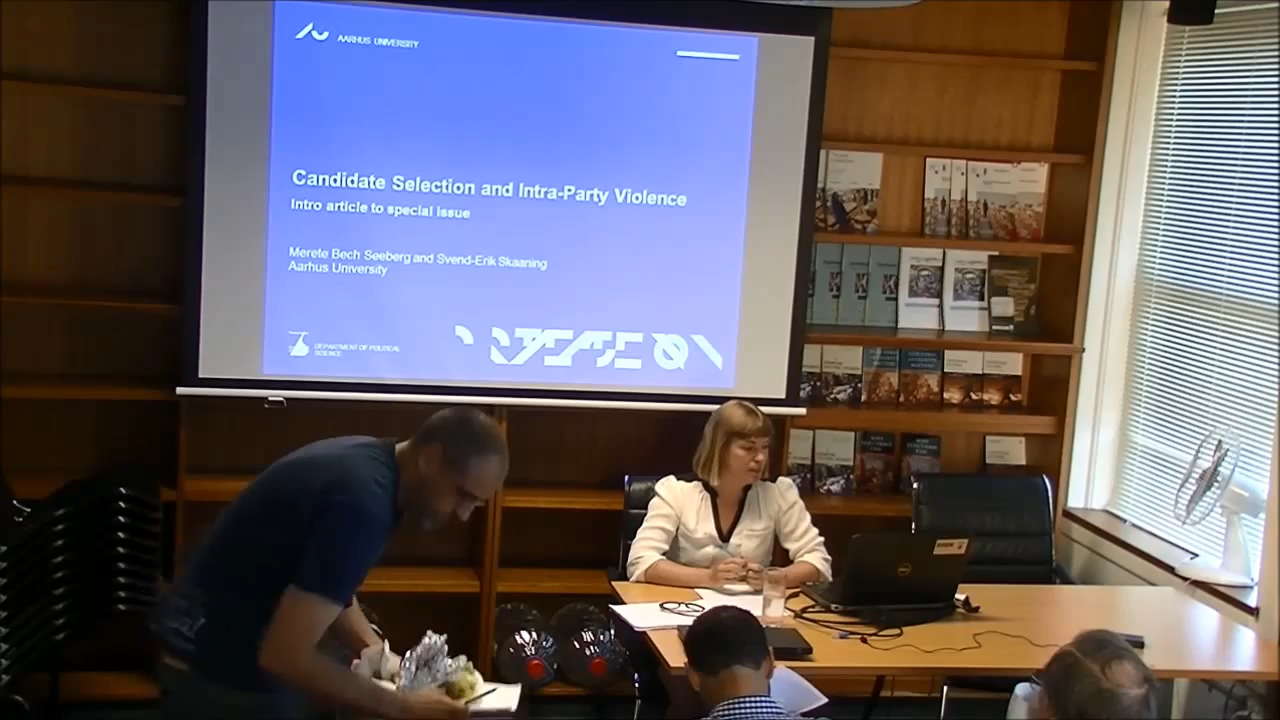 AARHUS UNIVERSITY
Candidate Selection and Intra-Party Violence
Intro article to special issue
Merete Bech Seeberg and Svend-Erik Skaaning
Aarhus University
DEPARTMENT OF POLITICAL
SCIENCE
DELL